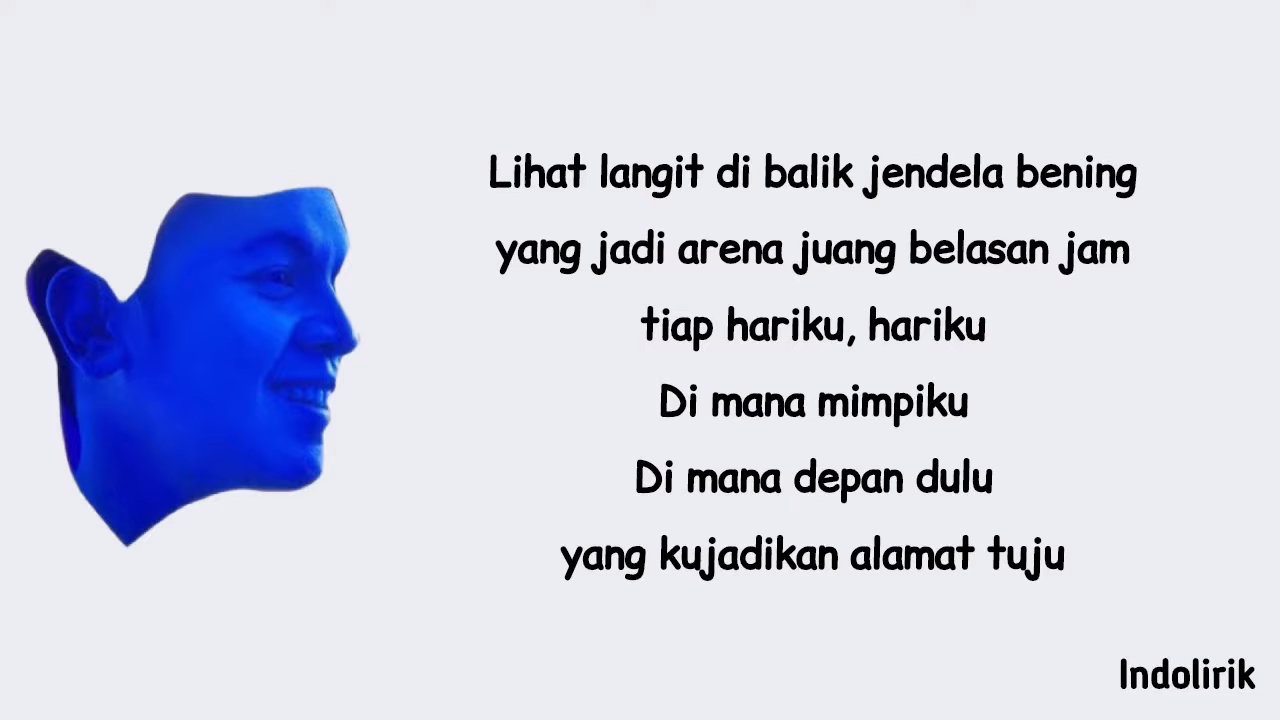 Lihat langit di balik jendela bening
yang jadi arena juang belasan jam
tiap hariku, hariku
Di mana mimpiku
Di mana depan dulu
yang kujadikan alamat tuju
Indolirik